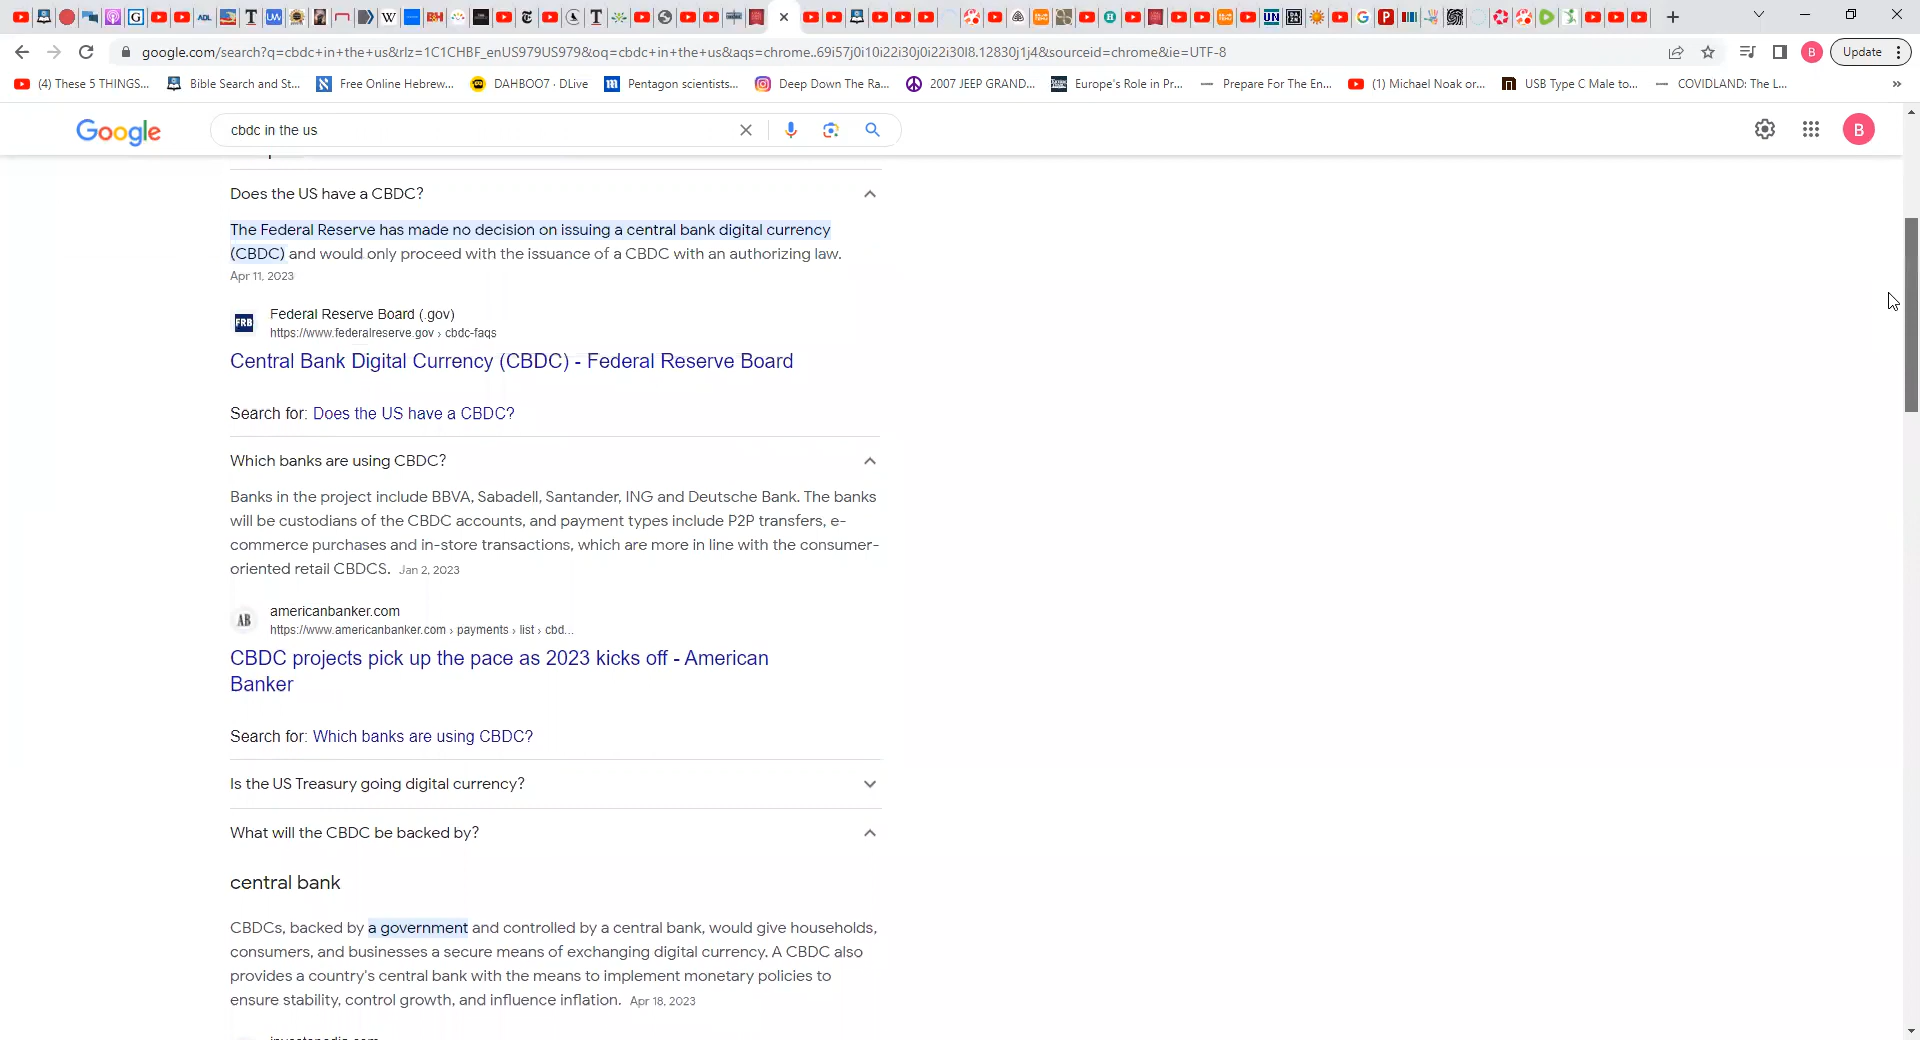 google.com/search?q=cbdc+in+the+us&rlz=1C1CHBF_enUS979US979&oq=cbdc+in+the+us&aqs=chrome..69i57j0i10i22i30j0i22i30l8.12830j1j4&sourceid=chrome&ie=UTF-8
B
Update
(4) These 5 THINGS...
Bible Search and St...
Free Online Hebrew...
DAHBOO7 · DLive
Pentagon scientists...
Deep Down The Ra...
2007 JEEP GRAND...
Europe's Role in Pr...
Prepare For The En...
(1) Michael Noak or...
USB Type C Male to...
COVIDLAND: The L...
»
Google
cbdc in the us
B
Does the US have a CBDC?
The Federal Reserve has made no decision on issuing a central bank digital currency
(CBDC) and would only proceed with the issuance of a CBDC with an authorizing law.
Apr 11, 2023
FRB
Federal Reserve Board (.gov)
https://www.federalreserve.gov › cbdc-faqs
Central Bank Digital Currency (CBDC) - Federal Reserve Board
Search for: Does the US have a CBDC?
Which banks are using CBDC?
Banks in the project include BBVA, Sabadell, Santander, ING and Deutsche Bank. The banks
will be custodians of the CBDC accounts, and payment types include P2P transfers, e-
commerce purchases and in-store transactions, which are more in line with the consumer-
oriented retail CBDCS. Jan 2, 2023
AB
americanbanker.com
https://www.americanbanker.com › payments › list › cbd...
CBDC projects pick up the pace as 2023 kicks off - American
Banker
Search for: Which banks are using CBDC?
Is the US Treasury going digital currency?
What will the CBDC be backed by?
central bank
CBDCs, backed by a government and controlled by a central bank, would give households,
consumers, and businesses a secure means of exchanging digital currency. A CBDC also
provides a country's central bank with the means to implement monetary policies to
ensure stability, control growth, and influence inflation. Apr 18, 2023